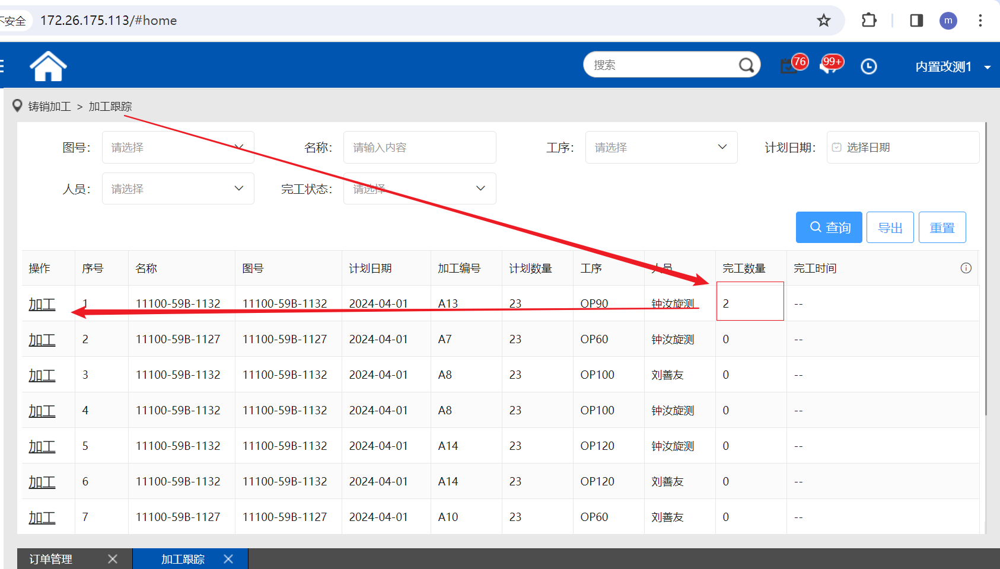 不安全 172.26.175.113/#home m
搜索 76 99+ 内置改测1
铸销加工 > 加工跟踪
图号： 请选择 名称： 请输入内容 工序： 请选择 计划日期： 选择日期
人员： 请选择 完工状态： 请选择
查询 导出 重置
操作 序号 名称 图号 计划日期 加工编号 计划数量 工序 人员 完工数量 完工时间
加工 1 11100-59B-1132 11100-59B-1132 2024-04-01 A13 23 OP90 钟汝旋测 2 --
加工 2 11100-59B-1127 11100-59B-1127 2024-04-01 A7 23 OP60 钟汝旋测 0 --
加工 3 11100-59B-1132 11100-59B-1132 2024-04-01 A8 23 OP100 刘善友 0 --
加工 4 11100-59B-1132 11100-59B-1132 2024-04-01 A8 23 OP100 钟汝旋测 0 --
加工 5 11100-59B-1132 11100-59B-1132 2024-04-01 A14 23 OP120 钟汝旋测 0 --
加工 6 11100-59B-1132 11100-59B-1132 2024-04-01 A14 23 OP120 刘善友 0 --
加工 7 11100-59B-1127 11100-59B-1127 2024-04-01 A10 23 OP60 刘善友 0 --
订单管理 加工跟踪